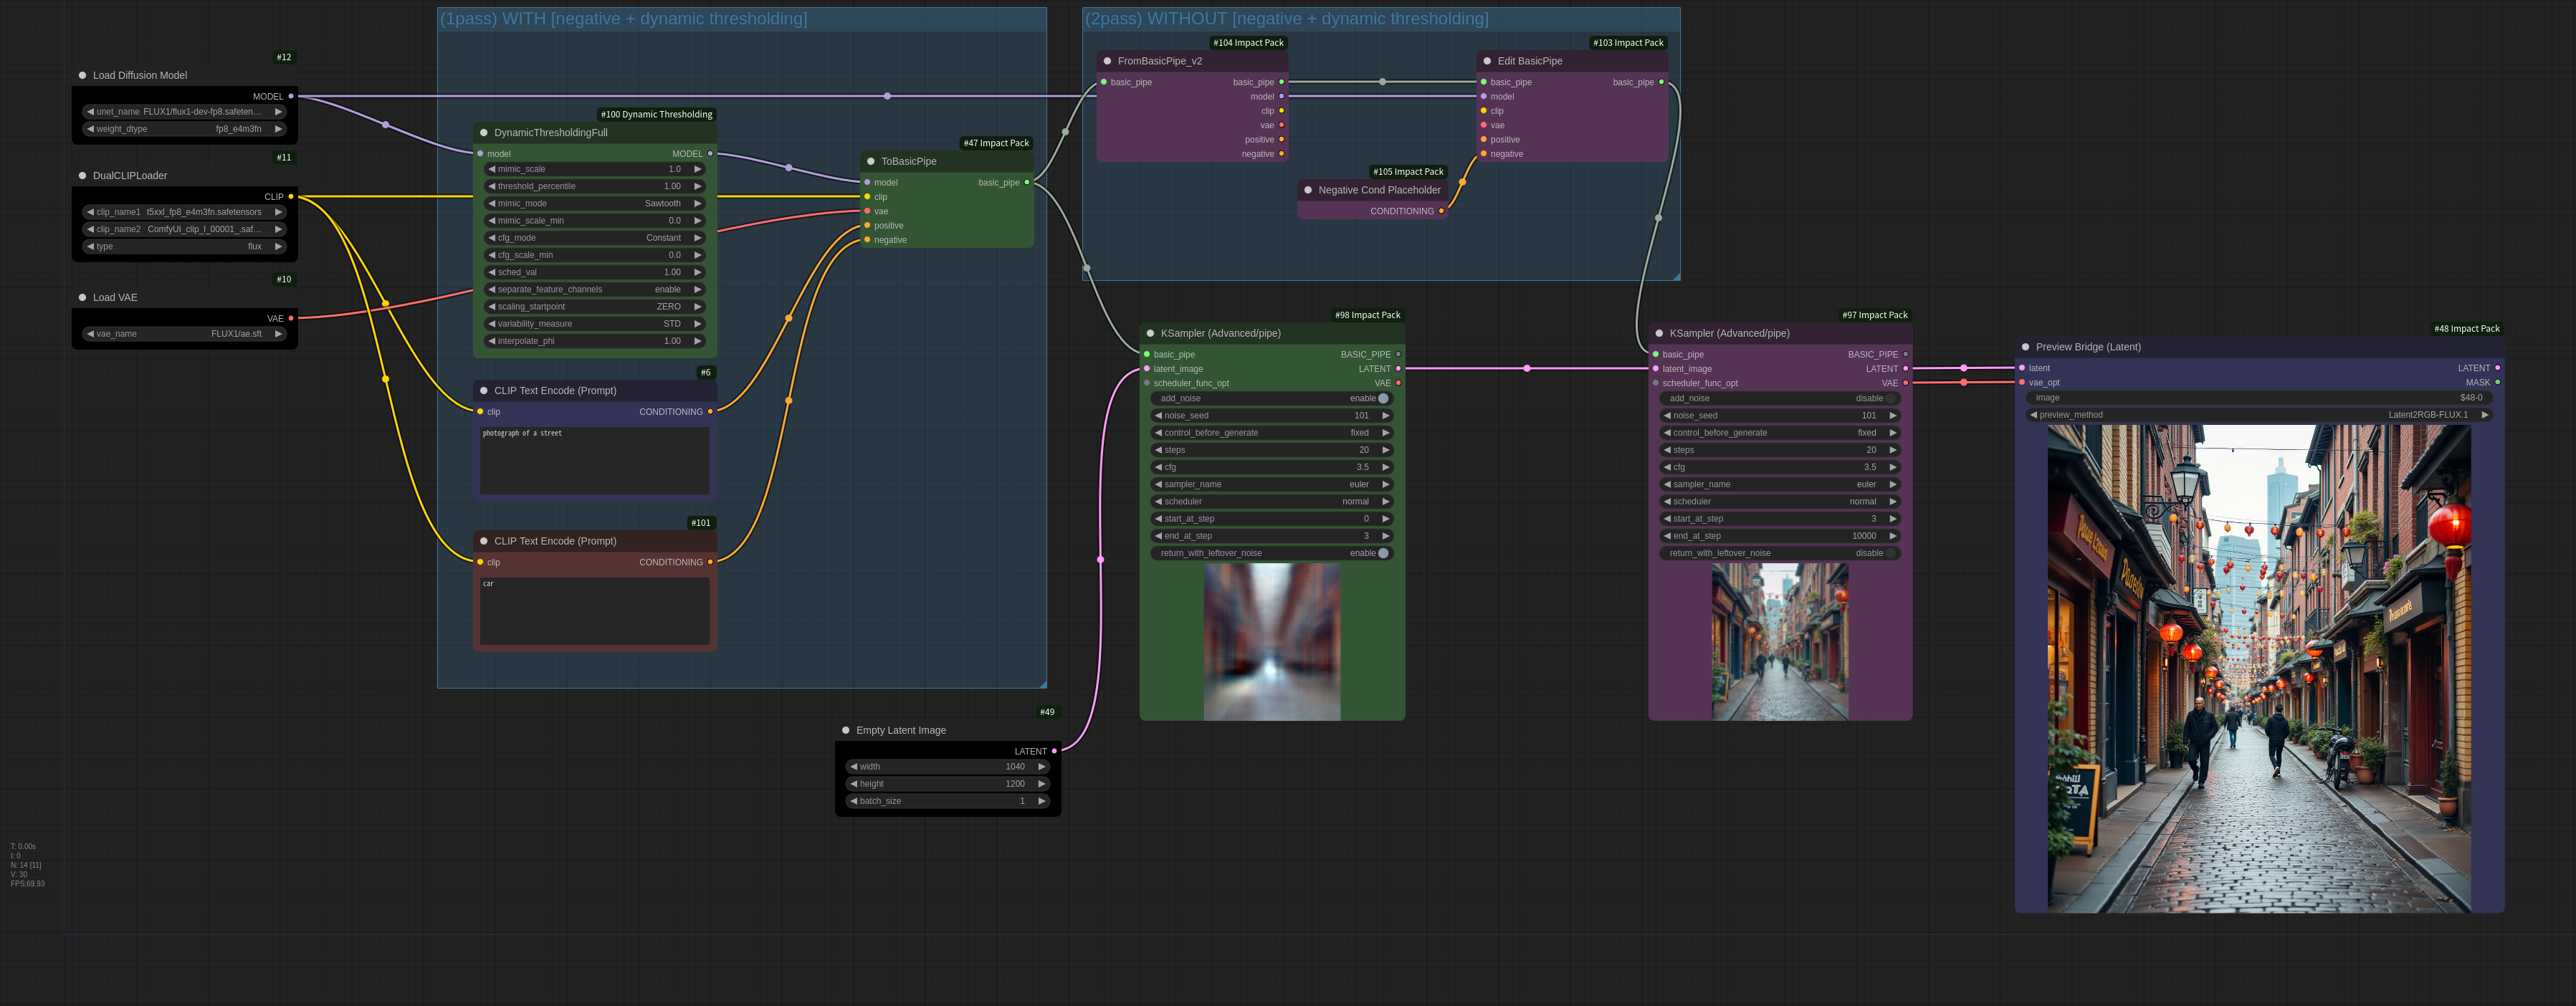 (1pass) WITH [negative + dynamic thresholding]
(2pass) WITHOUT [negative + dynamic thresholding]
#12
Load Diffusion Model
MODEL
unet_name FLUX1/flux1-dev-fp8.safeten...
weight_dtype fp8_e4m3fn
#11
DualCLIPLoader
CLIP
clip_name1 t5xxl_fp8_e4m3fn.safetensors
clip_name2 ComfyUI_clip_l_00001_.saf...
type flux
#10
Load VAE
VAE
vae_name FLUX1/ae.sft
#100 Dynamic Thresholding
DynamicThresholdingFull
model MODEL
mimic_scale 1.0
threshold_percentile 1.00
mimic_mode Sawtooth
mimic_scale_min 0.0
cfg_mode Constant
cfg_scale_min 0.0
sched_val 1.00
separate_feature_channels enable
scaling_startpoint ZERO
variability_measure STD
interpolate_phi 1.00
#6
CLIP Text Encode (Prompt)
clip CONDITIONING
photograph of a street
#101
CLIP Text Encode (Prompt)
clip CONDITIONING
car
#47 Impact Pack
ToBasicPipe
model basic_pipe
clip
vae
positive
negative
#49
Empty Latent Image
LATENT
width 1040
height 1200
batch_size 1
#104 Impact Pack
FromBasicPipe_v2
basic_pipe basic_pipe
model
clip
vae
positive
negative
#105 Impact Pack
Negative Cond Placeholder
CONDITIONING
#103 Impact Pack
Edit BasicPipe
basic_pipe basic_pipe
model
clip
vae
positive
negative
#98 Impact Pack
KSampler (Advanced/pipe)
basic_pipe BASIC_PIPE
latent_image LATENT
scheduler_func_opt VAE
add_noise enable
noise_seed 101
control_before_generate fixed
steps 20
cfg 3.5
sampler_name euler
scheduler normal
start_at_step 0
end_at_step 3
return_with_leftover_noise enable
#97 Impact Pack
KSampler (Advanced/pipe)
basic_pipe BASIC_PIPE
latent_image LATENT
scheduler_func_opt VAE
add_noise disable
noise_seed 101
control_before_generate fixed
steps 20
cfg 3.5
sampler_name euler
scheduler normal
start_at_step 3
end_at_step 10000
return_with_leftover_noise disable
#48 Impact Pack
Preview Bridge (Latent)
latent LATENT
vae_opt MASK
image $48-0
preview_method Latent2RGB-FLUX.1
T: 0.00s
I: 0
N: 14 [11]
V: 30
FPS:69.93